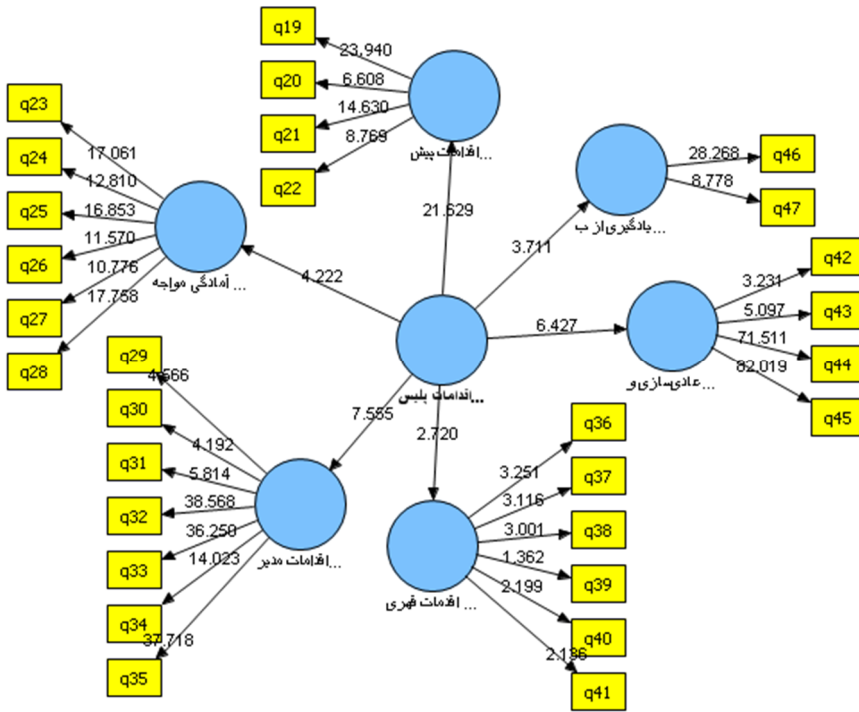 q19
23.940
q20
6.608
q21
14.630
q22
8.769
اقدامات پیش...
q23
17.061
q24
12.810
q25
16.853
q26
11.570
q27
10.776
q28
17.758
آمادگی مواجه ...
q46
28.268
q47
8.778
یادگیری از ب...
21.629
3.711
4.222
6.427
q42
3.231
q43
5.097
q44
71.511
q45
82.019
عادی‌سازی و...
اقدامات پلیس...
7.555
2.720
q29
4.566
q30
4.192
q31
5.814
q32
38.568
q33
36.250
q34
14.023
q35
37.718
اقدامات مدیر...
q36
3.251
q37
3.116
q38
3.001
q39
1.362
q40
2.199
q41
2.136
اقدمات قهری ...